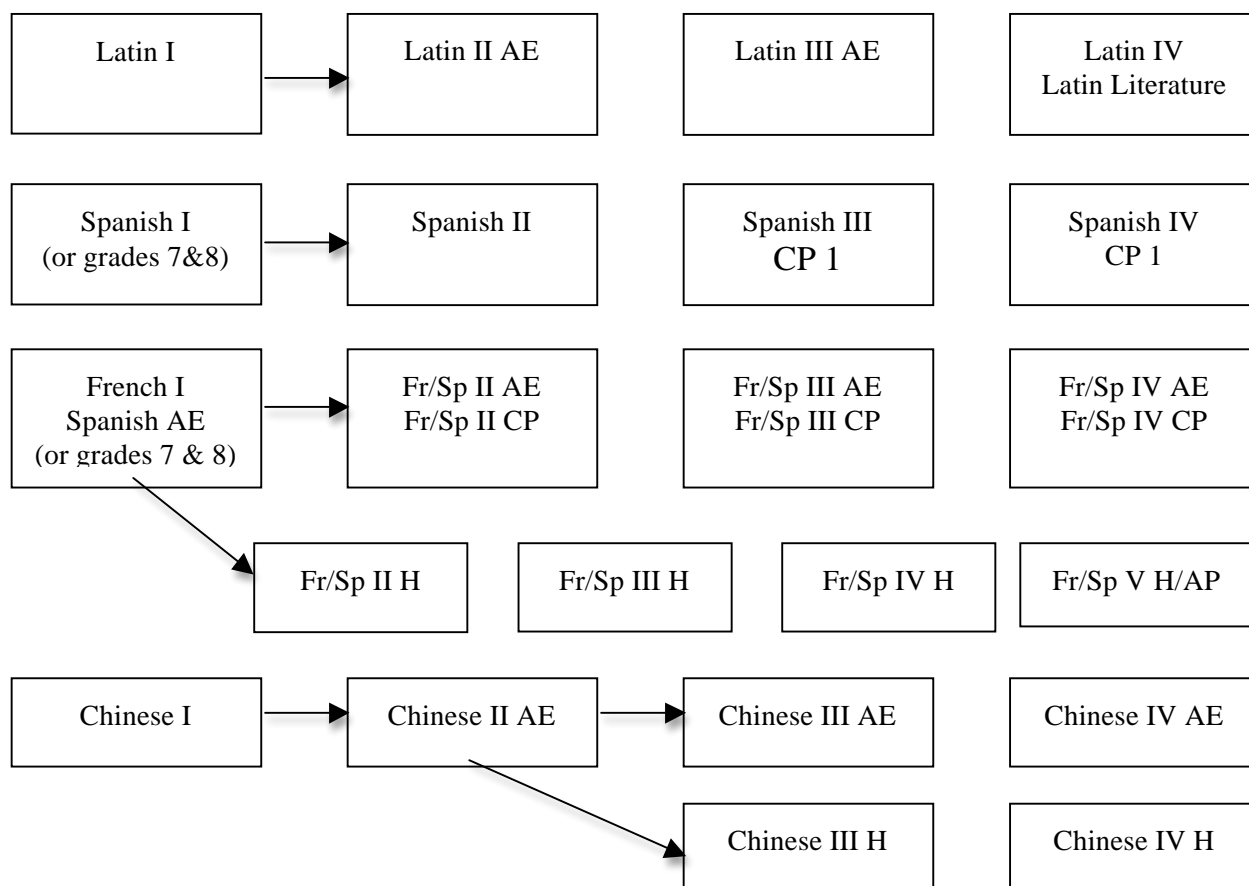 Latin I
Latin II AE
Latin III AE
Latin IV
Latin Literature
Spanish I
(or grades 7&8)
Spanish II
Spanish III
CP 1
Spanish IV
CP 1
French I
Spanish AE
(or grades 7 & 8)
Fr/Sp II AE
Fr/Sp II CP
Fr/Sp III AE
Fr/Sp III CP
Fr/Sp IV AE
Fr/Sp IV CP
Fr/Sp II H
Fr/Sp III H
Fr/Sp IV H
Fr/Sp V H/AP
Chinese I
Chinese II AE
Chinese III AE
Chinese IV AE
Chinese III H
Chinese IV H